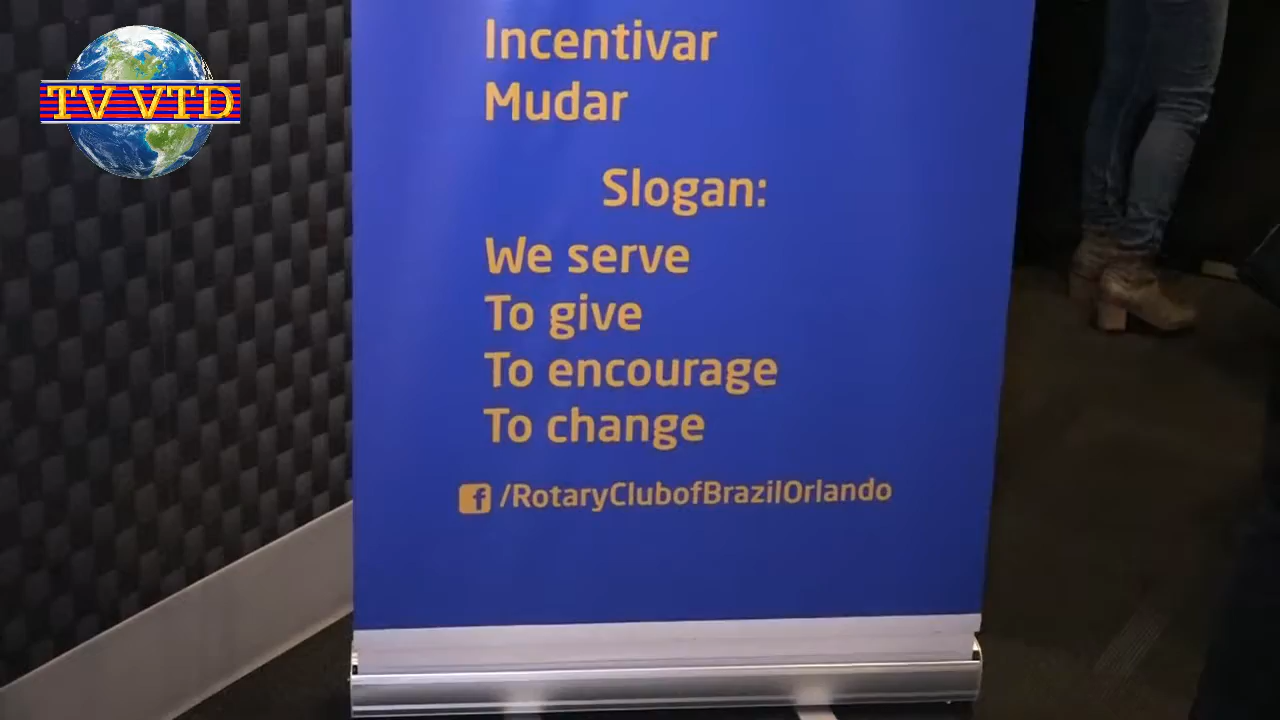 TV VTD
Incentivar
Mudar
Slogan:
We serve
To give
To encourage
To change
f /RotaryClubofBrazilOrlando